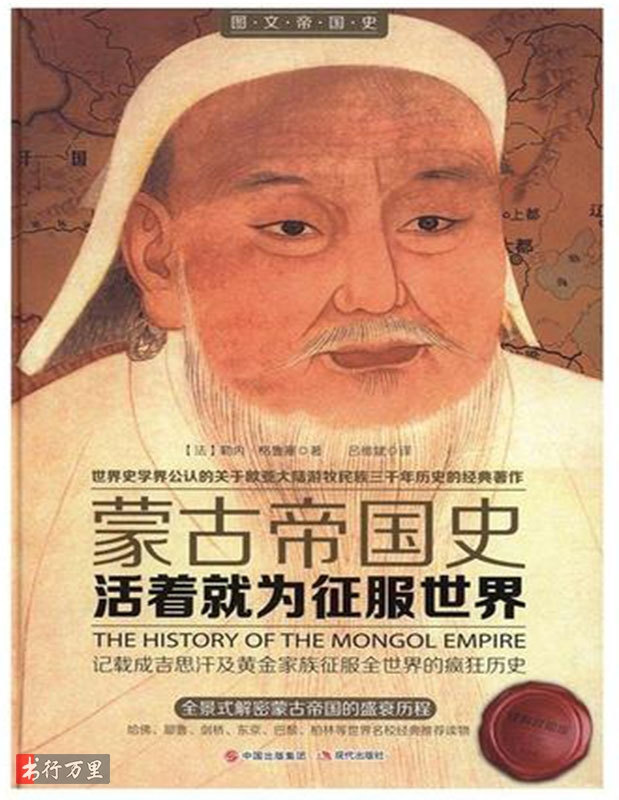 图·文·帝·国·史
汗 国
上都
辽
大都
【法】勒内·格鲁塞◎著 吕维斌◎译
世界史学界公认的关于欧亚大陆游牧民族三千年历史的经典著作
蒙古帝国史
活着就为征服世界
THE HISTORY OF THE MONGOL EMPIRE
记载成吉思汗及黄金家族征服全世界的疯狂历史
全景式解密蒙古帝国的盛衰历程
哈佛、耶鲁、剑桥、东京、巴黎、柏林等世界名校经典推荐读物
中国出版集团 现代出版社
书行万里